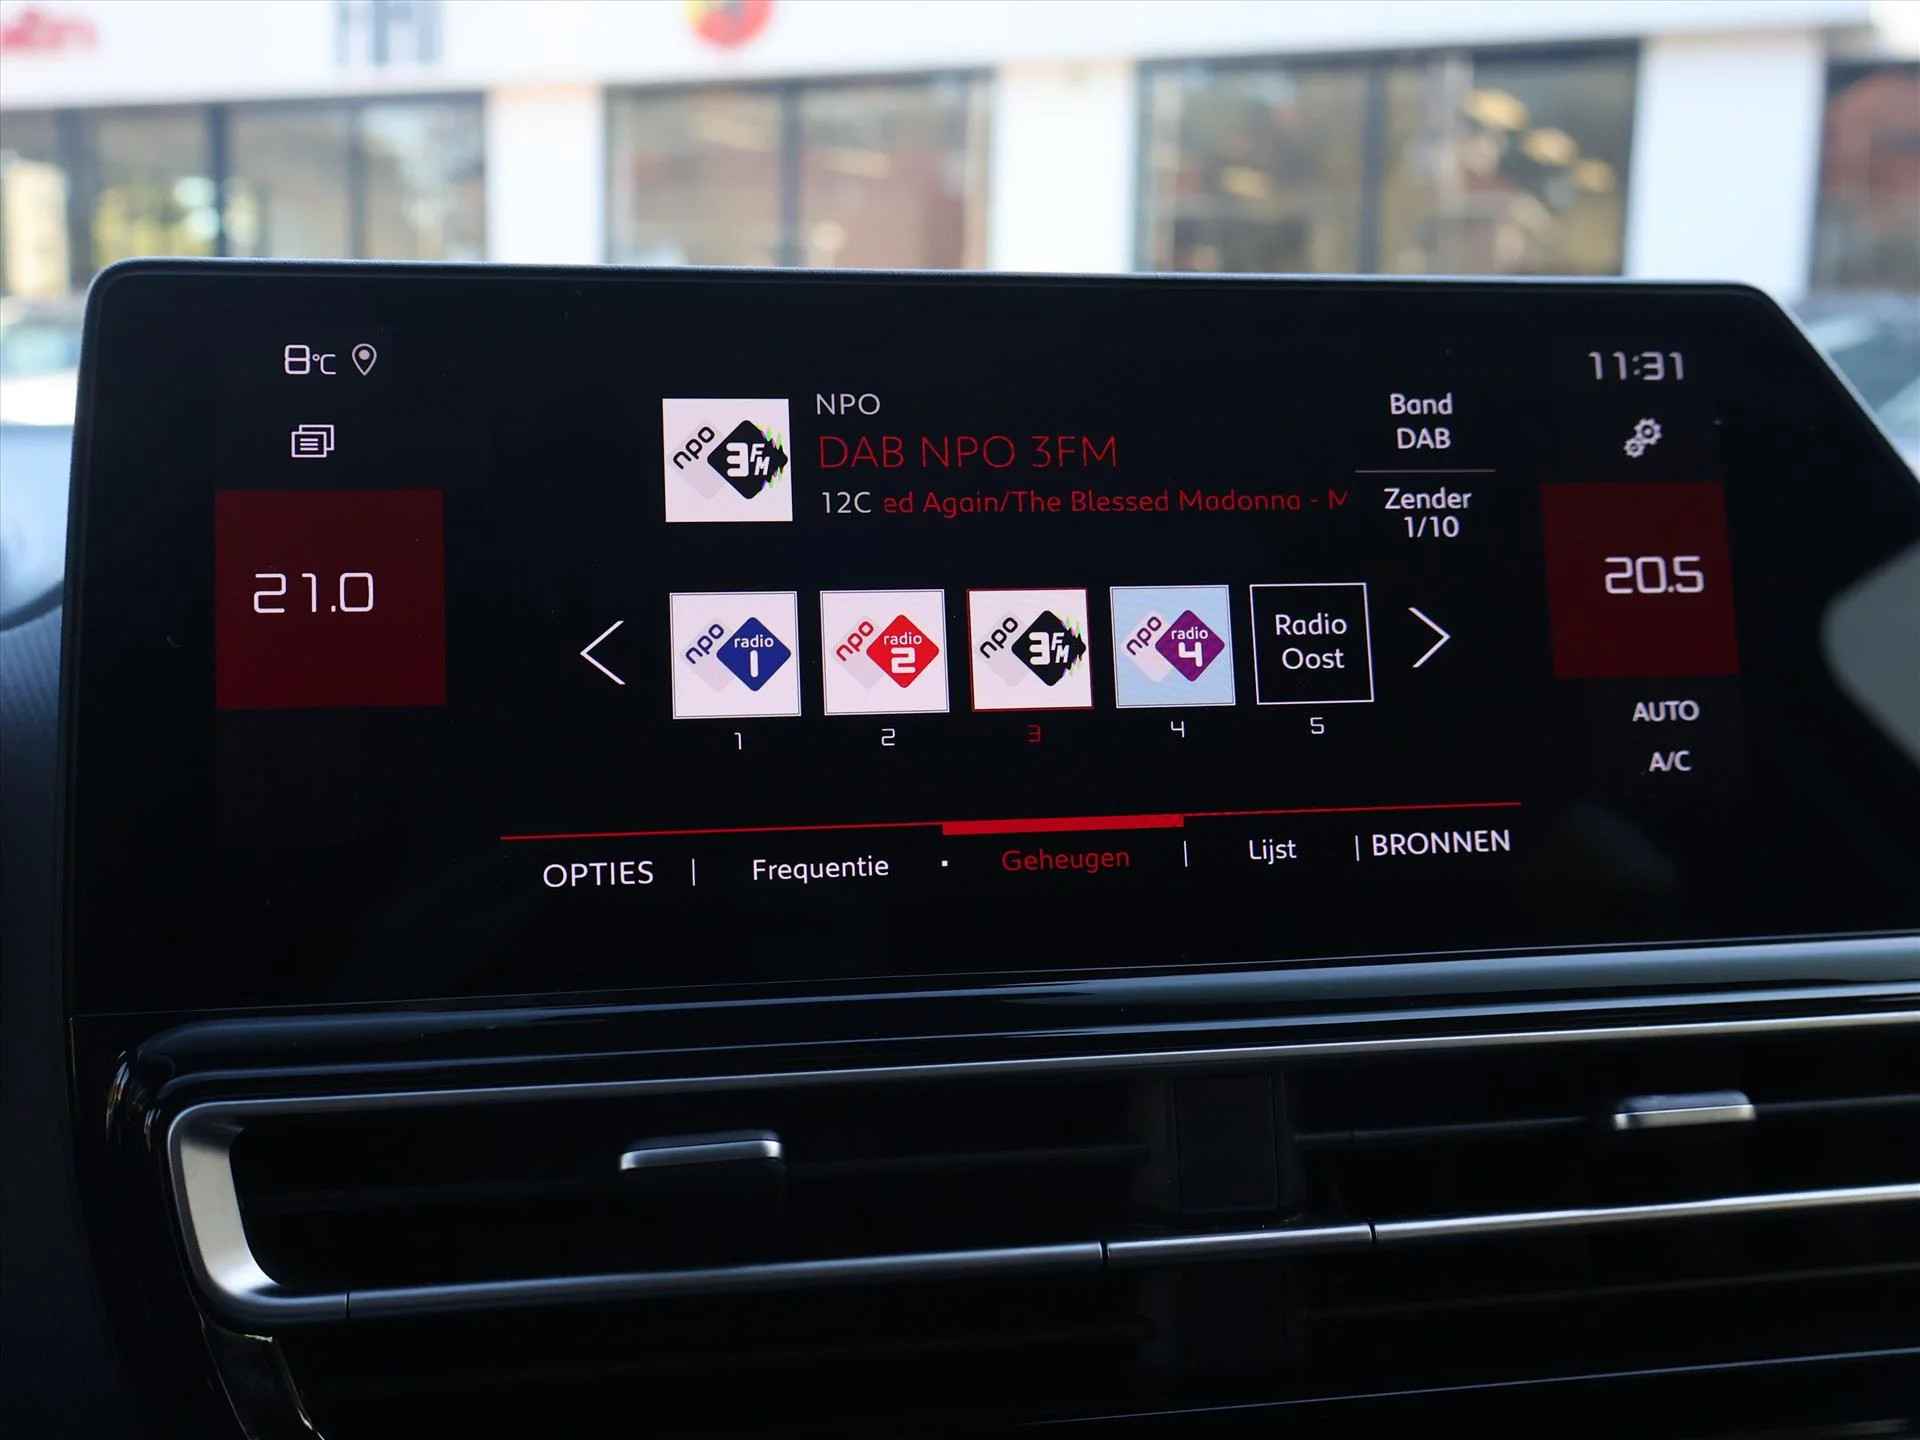 8°C
11:31
NPO
DAB NPO 3FM
12C ed Again/The Blessed Madonna - M
Band
DAB
Zender
1/10
npo 3FM
21.0
20.5
npo radio 1
npo radio 2
npo 3FM
npo radio 4
Radio
Oost
1 2 3 4 5
AUTO
A/C
OPTIES | Frequentie · Geheugen | Lijst | BRONNEN